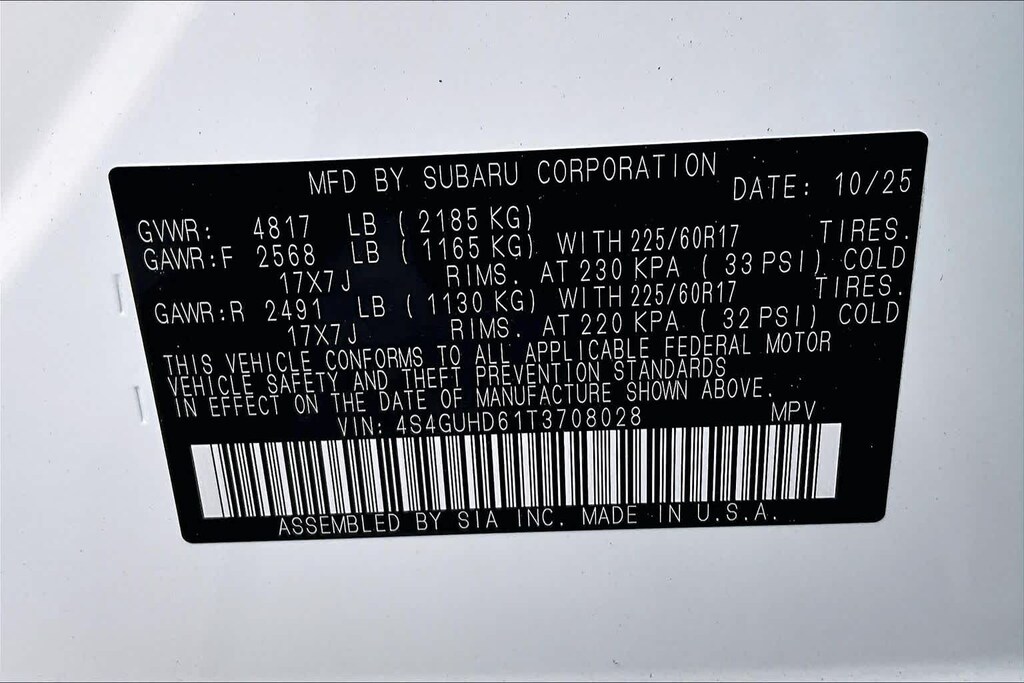 MFD BY SUBARU CORPORATION DATE: 10/25
GVWR: 4817 LB ( 2185 KG)
GAWR:F 2568 LB ( 1165 KG) WITH 225/60R17 TIRES.
17X7J RIMS. AT 230 KPA ( 33 PSI) COLD
GAWR:R 2491 LB ( 1130 KG) WITH 225/60R17 TIRES.
17X7J RIMS. AT 220 KPA ( 32 PSI) COLD
THIS VEHICLE CONFORMS TO ALL APPLICABLE FEDERAL MOTOR
VEHICLE SAFETY AND THEFT PREVENTION STANDARDS
IN EFFECT ON THE DATE OF MANUFACTURE SHOWN ABOVE.
VIN: 4S4GUHD61T3708028 MPV
ASSEMBLED BY SIA INC. MADE IN U.S.A.